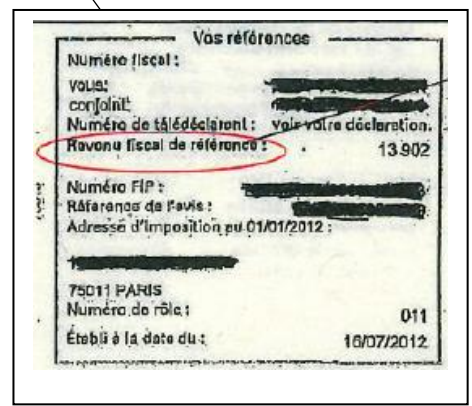 Vos références
Numéro fiscal :
vous:
conjoint:
Numéro de télédéclarant : voir votre déclaration.
Revenu fiscal de référence : 13 902
Numéro FIP :
Référence de l'avis :
Adresse d'imposition au 01/01/2012 :
75011 PARIS
Numéro de rôle : 011
Établi à la date du : 16/07/2012